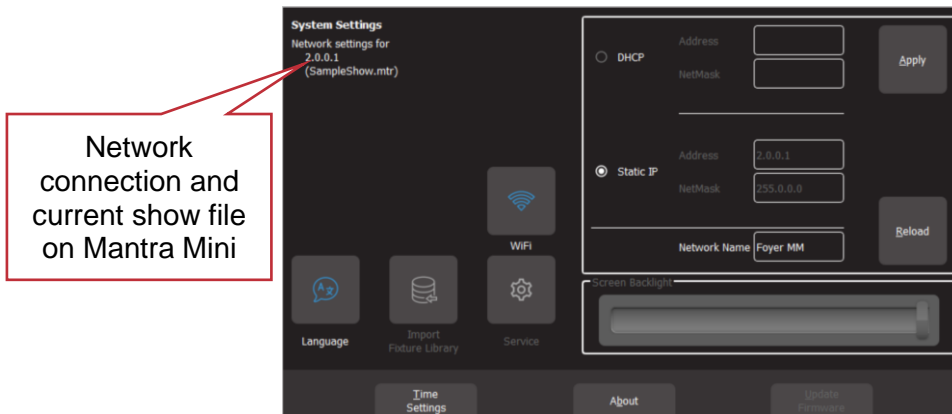 System Settings
Network settings for
2.0.0.1
(SampleShow.mtr)
Network
connection and
current show file
on Mantra Mini
DHCP
Address
NetMask
Apply
Static IP
Address 2.0.0.1
NetMask 255.0.0.0
Reload
Network Name Foyer MM
WiFi
Screen Backlight
Language
Import
Fixture Library
Service
Time
Settings
About
Update
Firmware